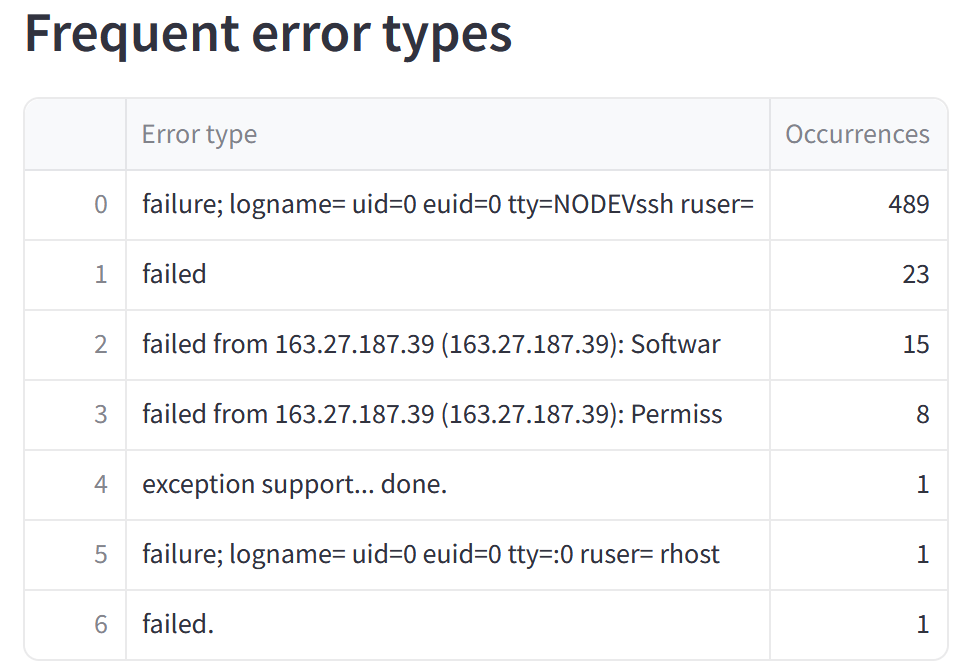 Frequent error types
Error type Occurrences
0 failure; logname= uid=0 euid=0 tty=NODEVssh ruser= 489
1 failed 23
2 failed from 163.27.187.39 (163.27.187.39): Softwar 15
3 failed from 163.27.187.39 (163.27.187.39): Permiss 8
4 exception support... done. 1
5 failure; logname= uid=0 euid=0 tty=:0 ruser= rhost 1
6 failed. 1